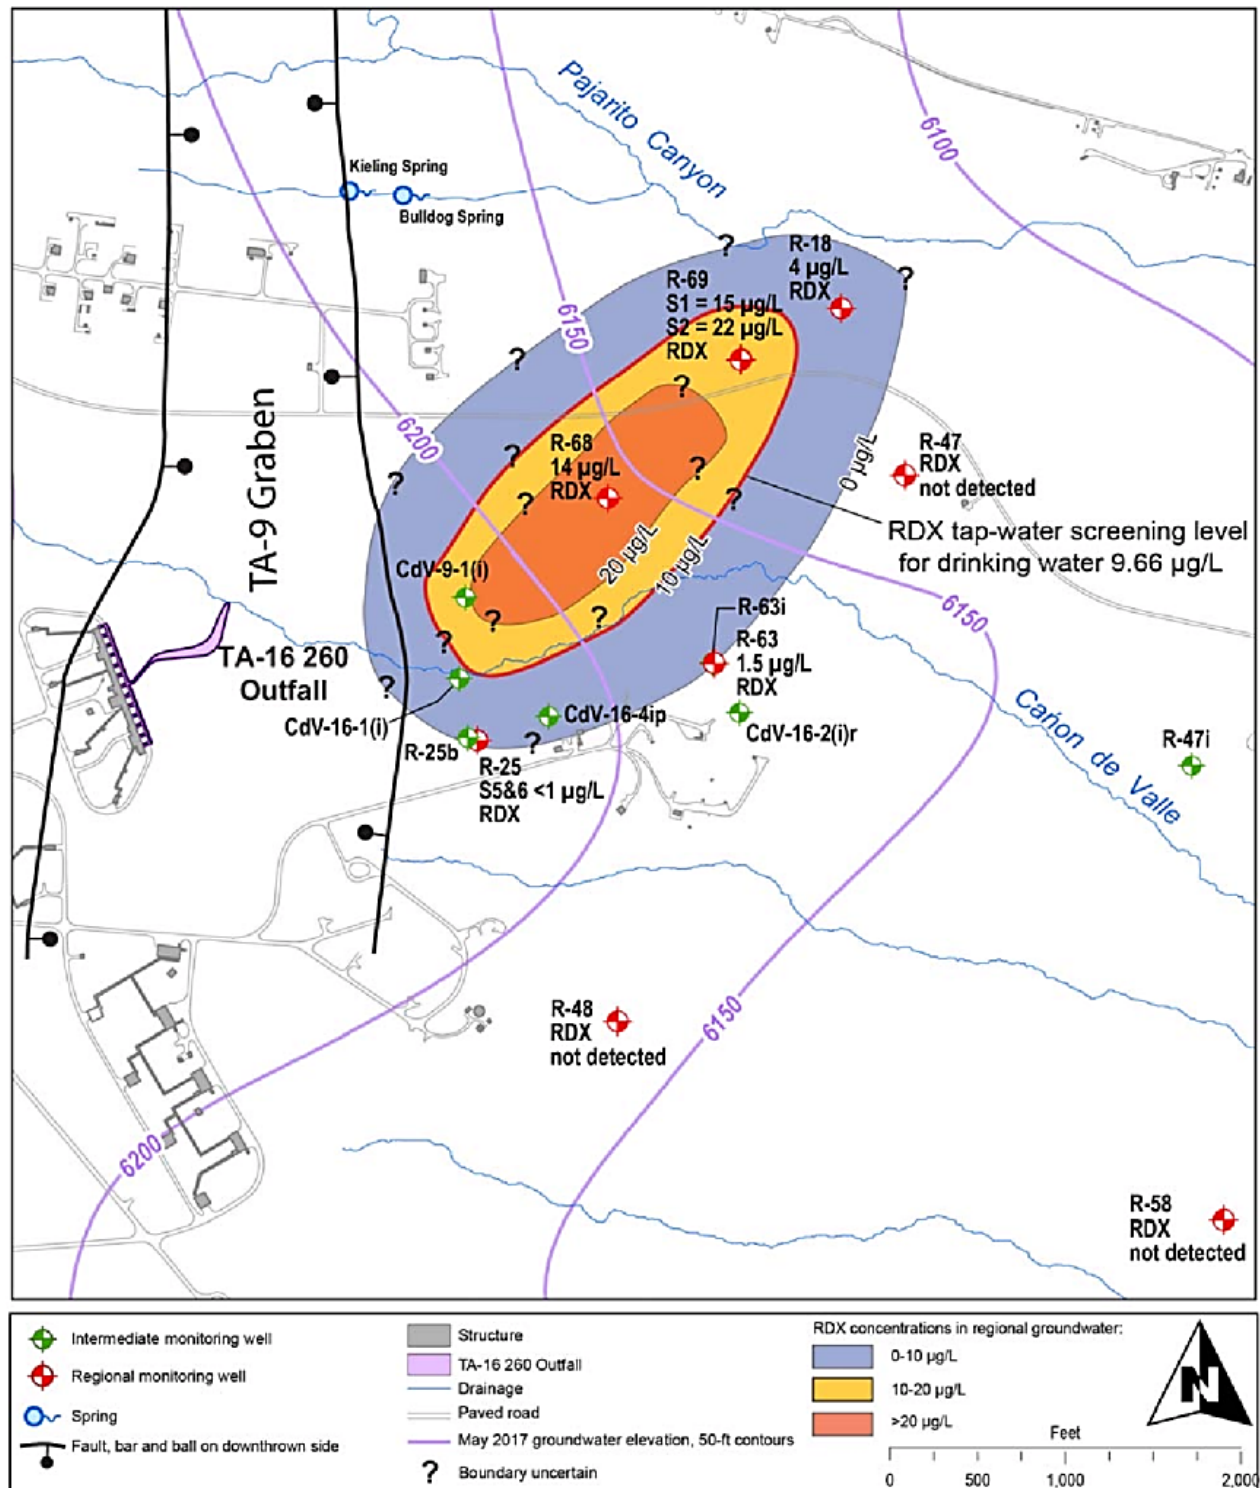 Pajarito Canyon
6100
Kieling Spring
Bulldog Spring
?
R-18
4 µg/L
RDX
?
R-69
S1 = 15 µg/L
S2 = 22 µg/L
RDX
6150
?
?
TA-9 Graben
6200
?
?
R-68
14 µg/L
RDX
?
?
?
?
0 µg/L
R-47
RDX
not detected
RDX tap-water screening level
for drinking water 9.66 µg/L
20 µg/L
10 µg/L
CdV-9-1(i)
?
?
?
R-63i
R-63
1.5 µg/L
RDX
6150
TA-16 260
Outfall
?
CdV-16-1(i)
CdV-16-4ip
CdV-16-2(i)r
Cañon de Valle
R-47i
R-25b
?
R-25
S5&6 <1 µg/L
RDX
R-48
RDX
not detected
6150
6200
R-58
RDX
not detected
Intermediate monitoring well
Regional monitoring well
Spring
Fault, bar and ball on downthrown side
Structure
TA-16 260 Outfall
Drainage
Paved road
May 2017 groundwater elevation, 50-ft contours
? Boundary uncertain
RDX concentrations in regional groundwater:
0-10 µg/L
10-20 µg/L
>20 µg/L
N
Feet
0 500 1,000 2,000